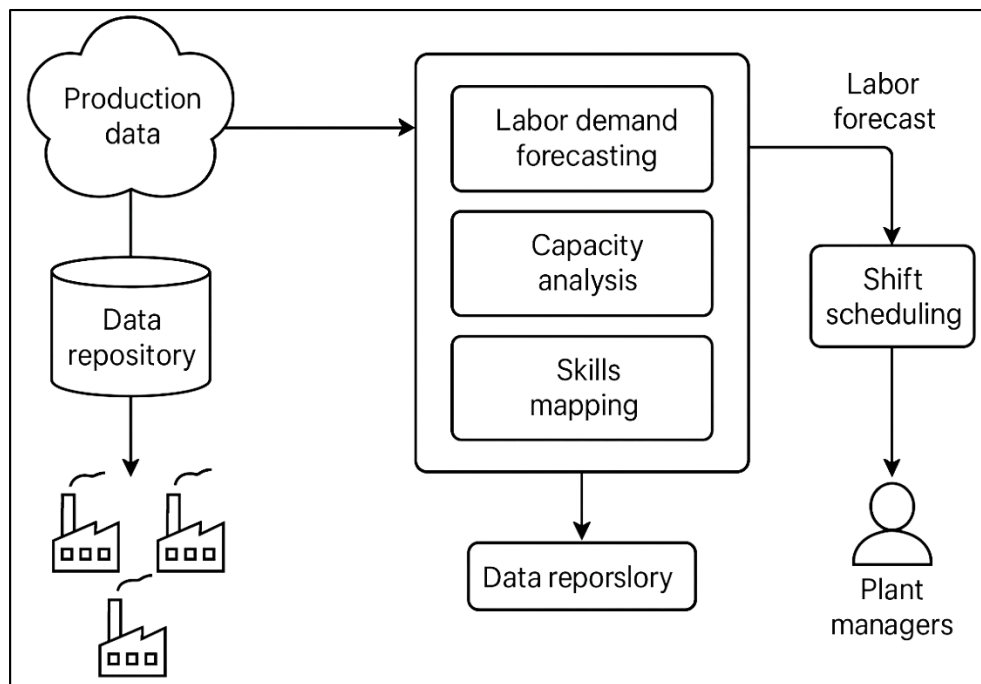 Production
data
Data
repository
Labor demand
forecasting
Capacity
analysis
Skills
mapping
Data reporslory
Labor
forecast
Shift
scheduling
Plant
managers